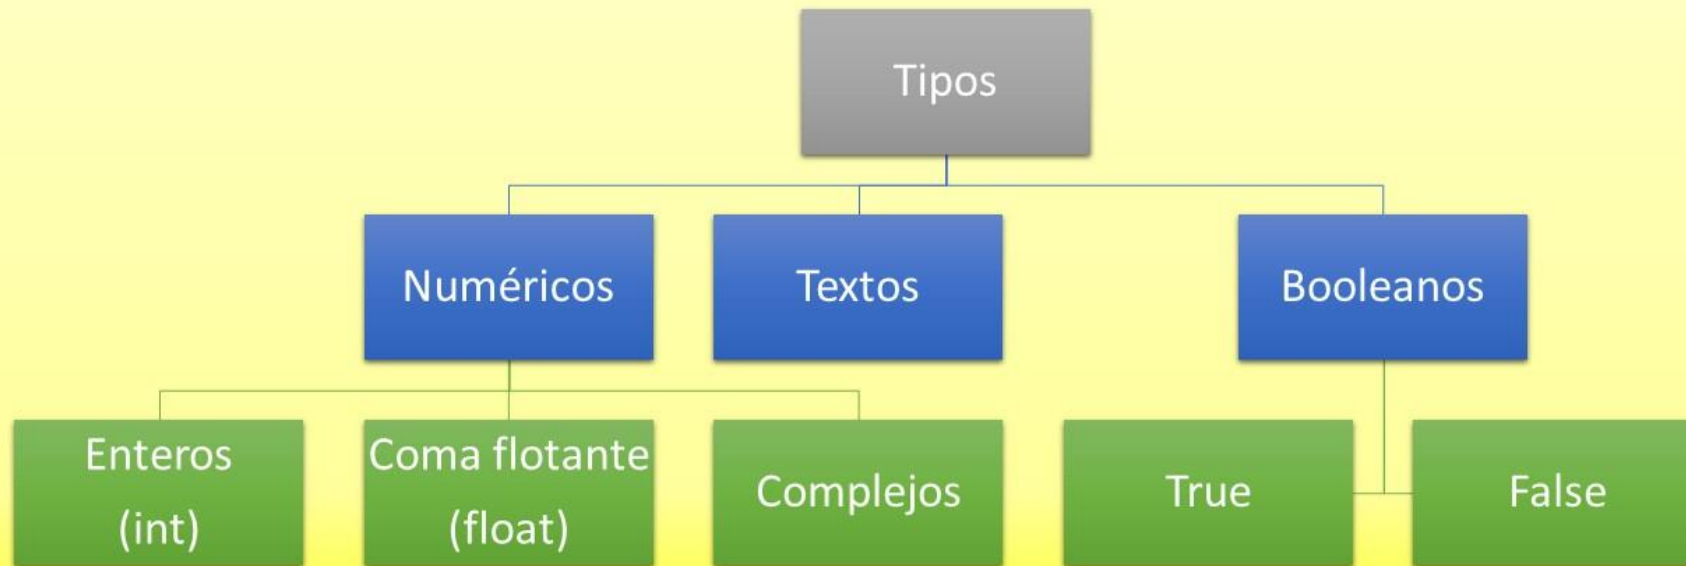 Tipos
Numéricos
Textos
Booleanos
Enteros
(int)
Coma flotante
(float)
Complejos
True
False